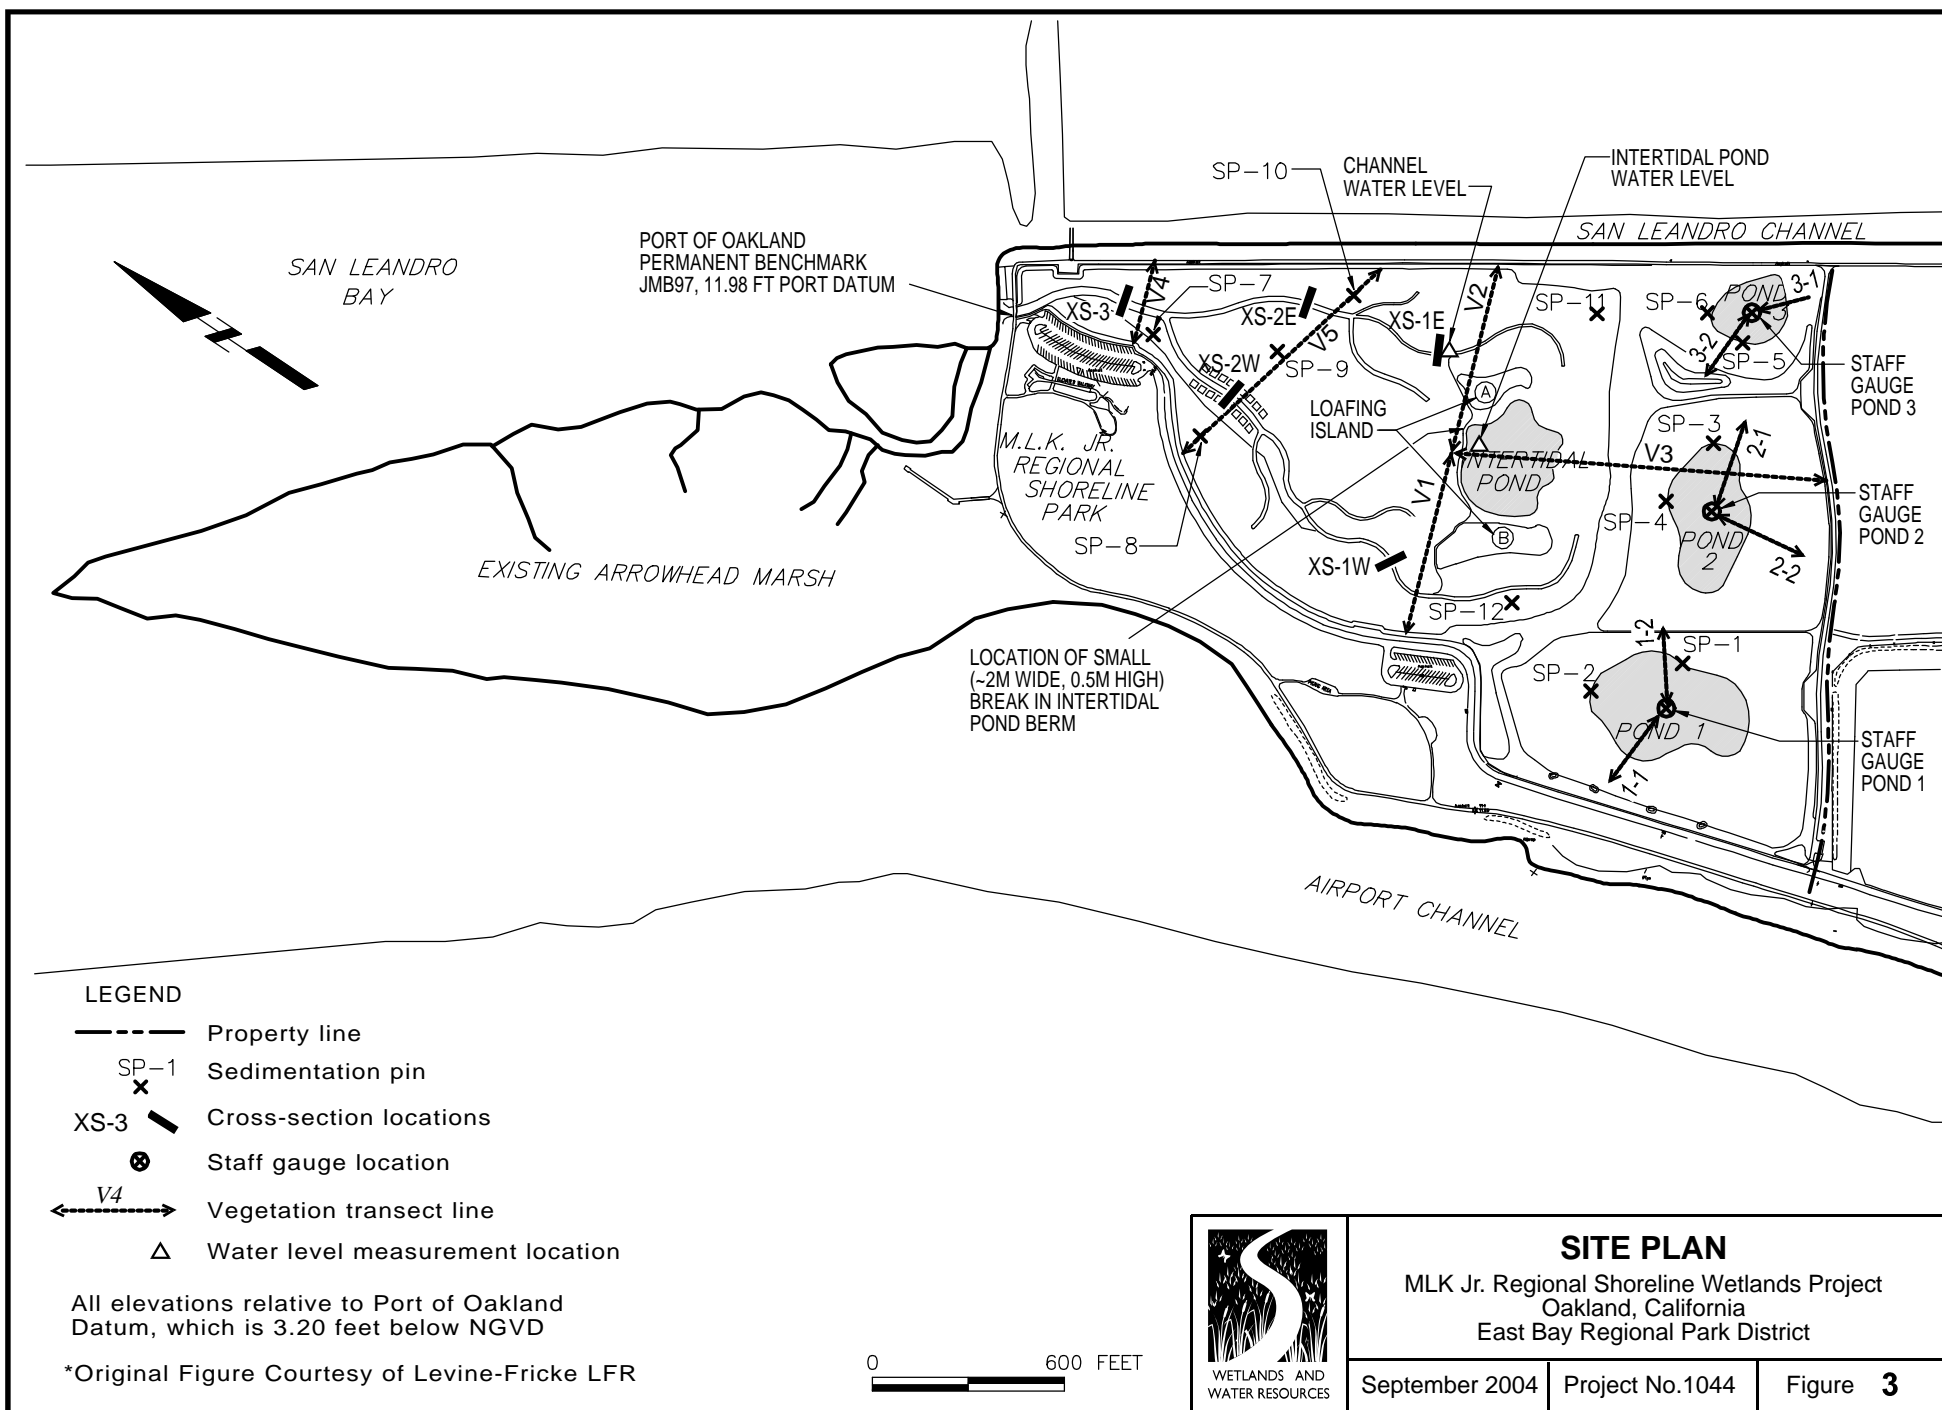 SP-10
CHANNEL
WATER LEVEL
INTERTIDAL POND
WATER LEVEL
SAN LEANDRO CHANNEL
SAN LEANDRO
BAY
PORT OF OAKLAND
PERMANENT BENCHMARK
JMB97, 11.98 FT PORT DATUM
XS-3
V4
SP-7
XS-2E
V5
XS-1E
V2
SP-11
SP-6
POND
3
3-1
3-2
SP-5
STAFF
GAUGE
POND 3
XS-2W
SP-9
LOAFING
ISLAND
A
M.L.K. JR.
REGIONAL
SHORELINE
PARK
INTERTIDAL
POND
V1
V3
SP-3
2-1
SP-4
POND
2
2-2
STAFF
GAUGE
POND 2
SP-8
B
XS-1W
SP-12
EXISTING ARROWHEAD MARSH
LOCATION OF SMALL
(~2M WIDE, 0.5M HIGH)
BREAK IN INTERTIDAL
POND BERM
1-2
SP-1
SP-2
POND 1
1-1
STAFF
GAUGE
POND 1
AIRPORT CHANNEL
LEGEND
Property line
SP-1
Sedimentation pin
XS-3
Cross-section locations
Staff gauge location
V4
Vegetation transect line
Water level measurement location
All elevations relative to Port of Oakland
Datum, which is 3.20 feet below NGVD
*Original Figure Courtesy of Levine-Fricke LFR
0 600 FEET
WETLANDS AND
WATER RESOURCES
SITE PLAN
MLK Jr. Regional Shoreline Wetlands Project
Oakland, California
East Bay Regional Park District
September 2004
Project No.1044
Figure 3